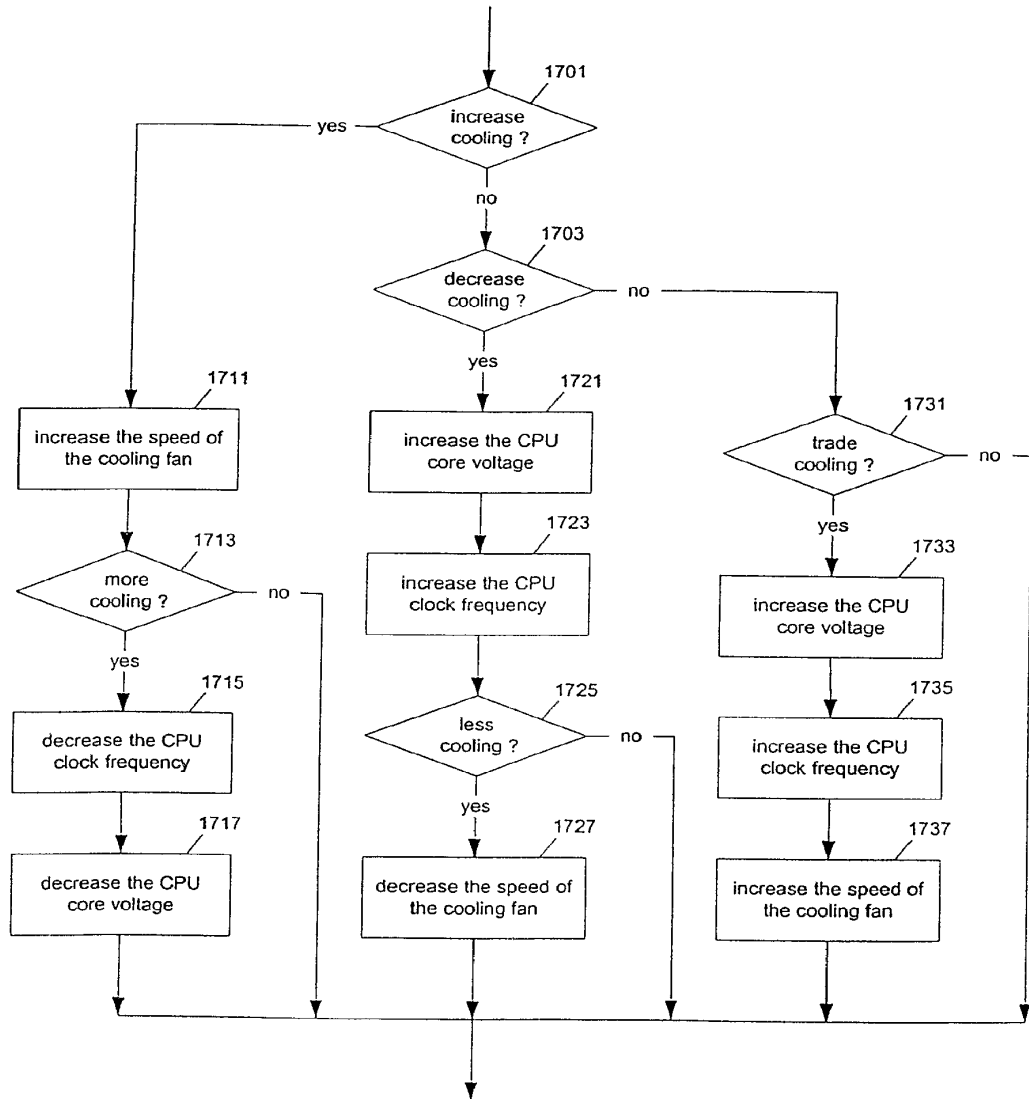 1701
increase
cooling ?
yes
no
1703
decrease
cooling ?
no
yes
1711
increase the speed of
the cooling fan
1713
more
cooling ?
no
yes
1715
decrease the CPU
clock frequency
1717
decrease the CPU
core voltage
1721
increase the CPU
core voltage
1723
increase the CPU
clock frequency
1725
less
cooling ?
no
yes
1727
decrease the speed of
the cooling fan
1731
trade
cooling ?
no
yes
1733
increase the CPU
core voltage
1735
increase the CPU
clock frequency
1737
increase the speed of
the cooling fan